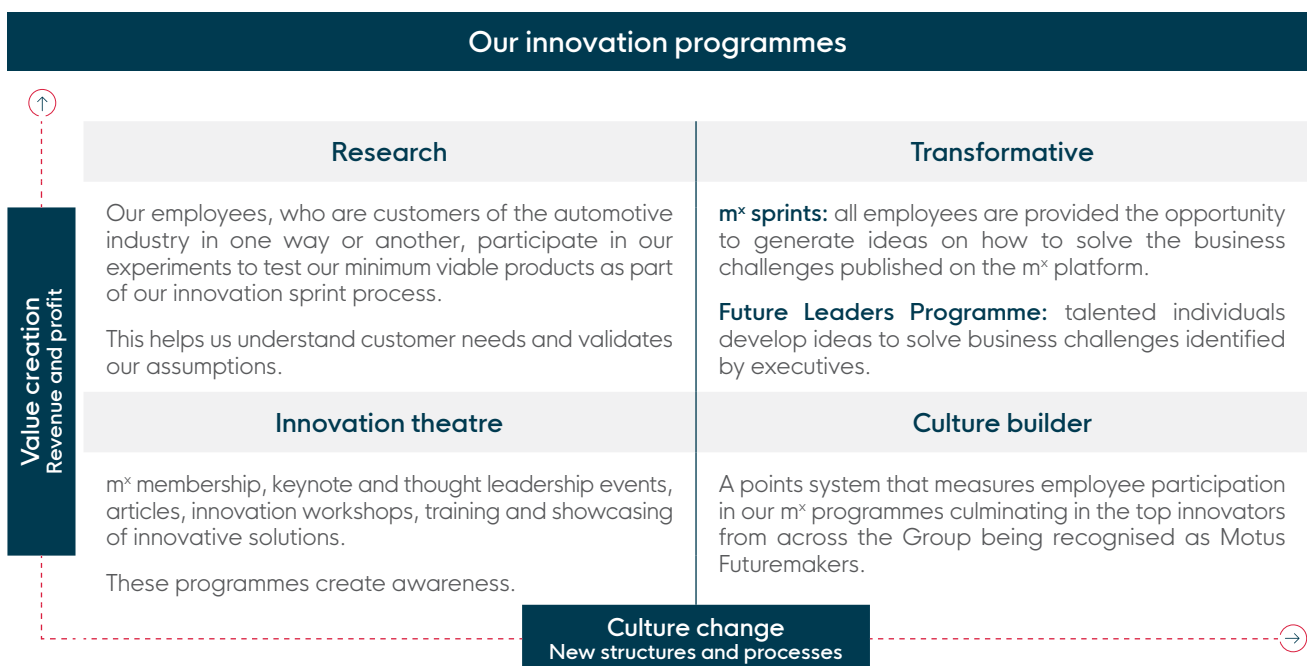 Our innovation programmes
Research
Our employees, who are customers of the automotive
industry in one way or another, participate in our
experiments to test our minimum viable products as part
of our innovation sprint process.
This helps us understand customer needs and validates
our assumptions.
Transformative
mˣ sprints: all employees are provided the opportunity
to generate ideas on how to solve the business
challenges published on the mˣ platform.
Future Leaders Programme: talented individuals
develop ideas to solve business challenges identified
by executives.
Value creation
Revenue and profit
Innovation theatre
mˣ membership, keynote and thought leadership events,
articles, innovation workshops, training and showcasing
of innovative solutions.
These programmes create awareness.
Culture builder
A points system that measures employee participation
in our mˣ programmes culminating in the top innovators
from across the Group being recognised as Motus
Futuremakers.
Culture change
New structures and processes